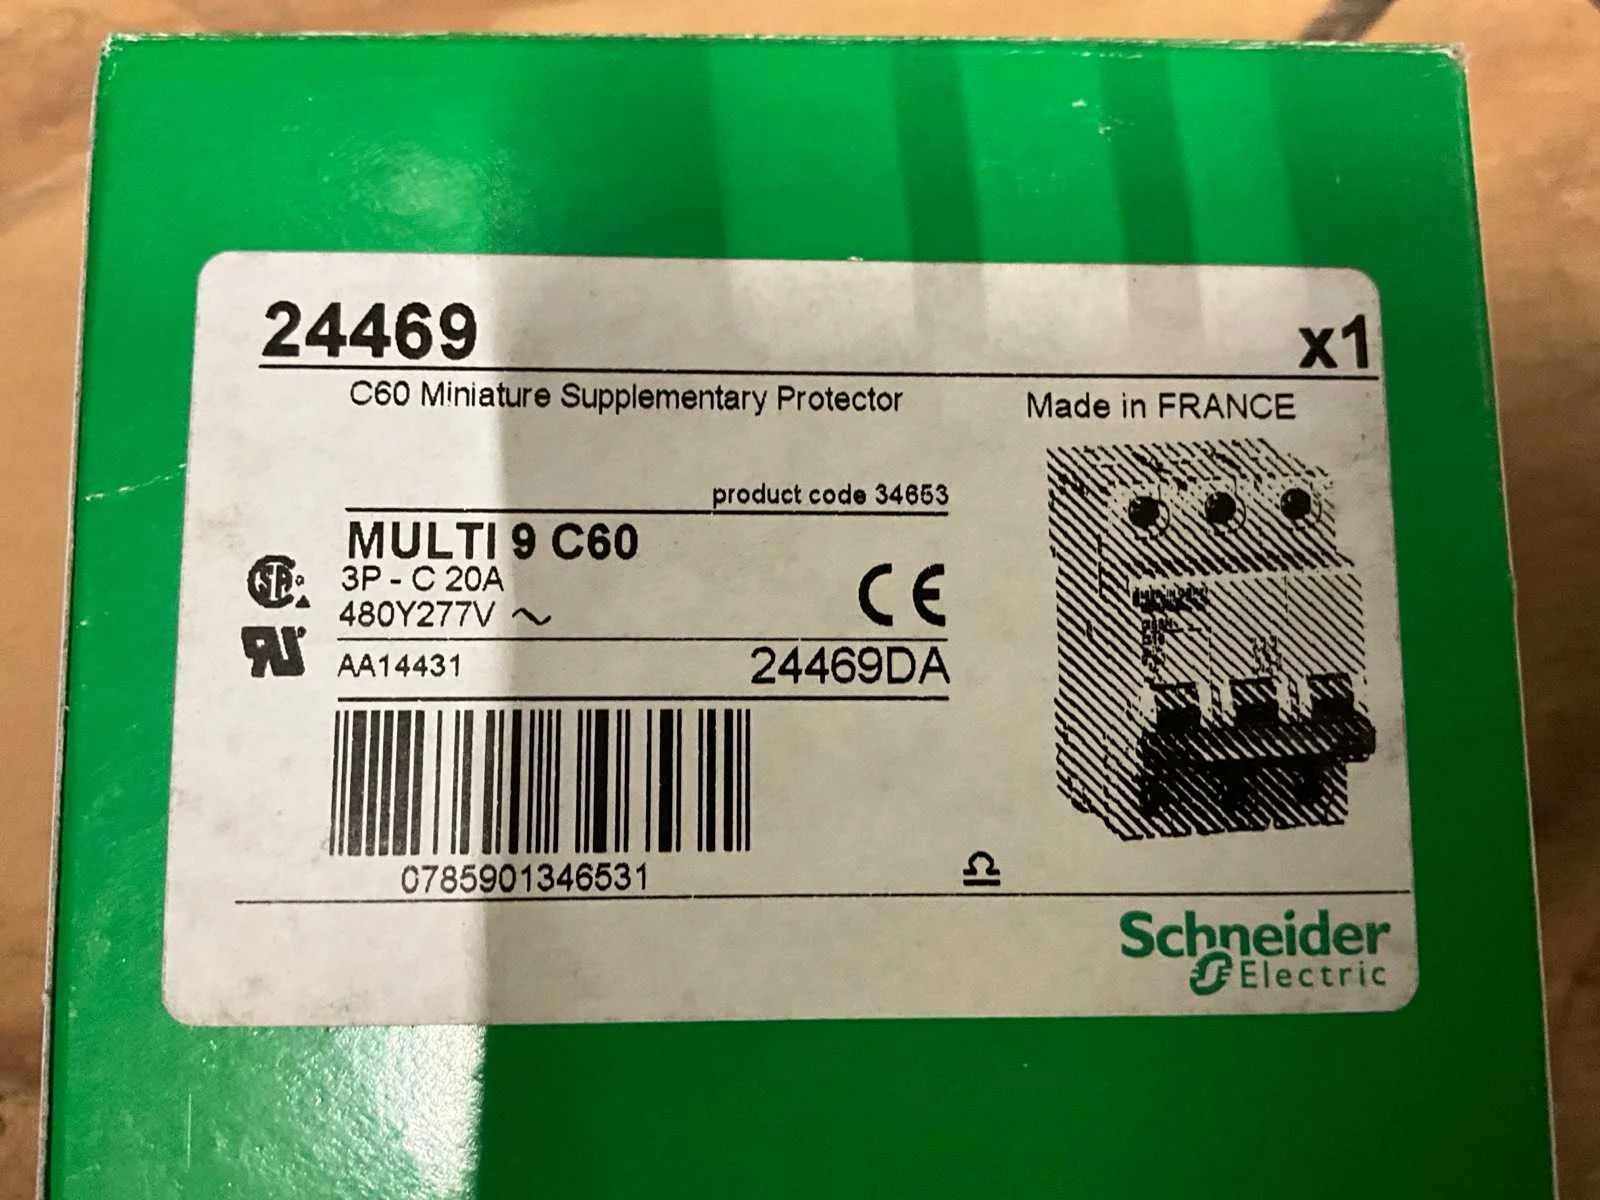 24469
x1
C60 Miniature Supplementary Protector
Made in FRANCE
product code 34653
MULTI 9 C60
3P - C 20A
480Y277V ~
CE
AA14431
24469DA
0785901346531
Schneider
Electric